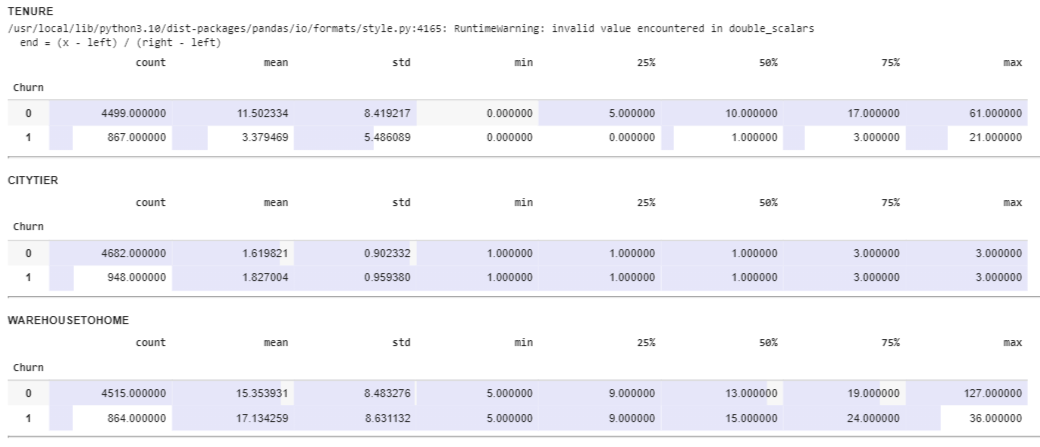 TENURE
/usr/local/lib/python3.10/dist-packages/pandas/io/formats/style.py:4165: RuntimeWarning: invalid value encountered in double_scalars
end = (x - left) / (right - left)
count mean std min 25% 50% 75% max
Churn
0 4499.000000 11.502334 8.419217 0.000000 5.000000 10.000000 17.000000 61.000000
1 867.000000 3.379469 5.486089 0.000000 0.000000 1.000000 3.000000 21.000000
CITYTIER
count mean std min 25% 50% 75% max
Churn
0 4682.000000 1.619821 0.902332 1.000000 1.000000 1.000000 3.000000 3.000000
1 948.000000 1.827004 0.959380 1.000000 1.000000 1.000000 3.000000 3.000000
WAREHOUSETOHOME
count mean std min 25% 50% 75% max
Churn
0 4515.000000 15.353931 8.483276 5.000000 9.000000 13.000000 19.000000 127.000000
1 864.000000 17.134259 8.631132 5.000000 9.000000 15.000000 24.000000 36.000000